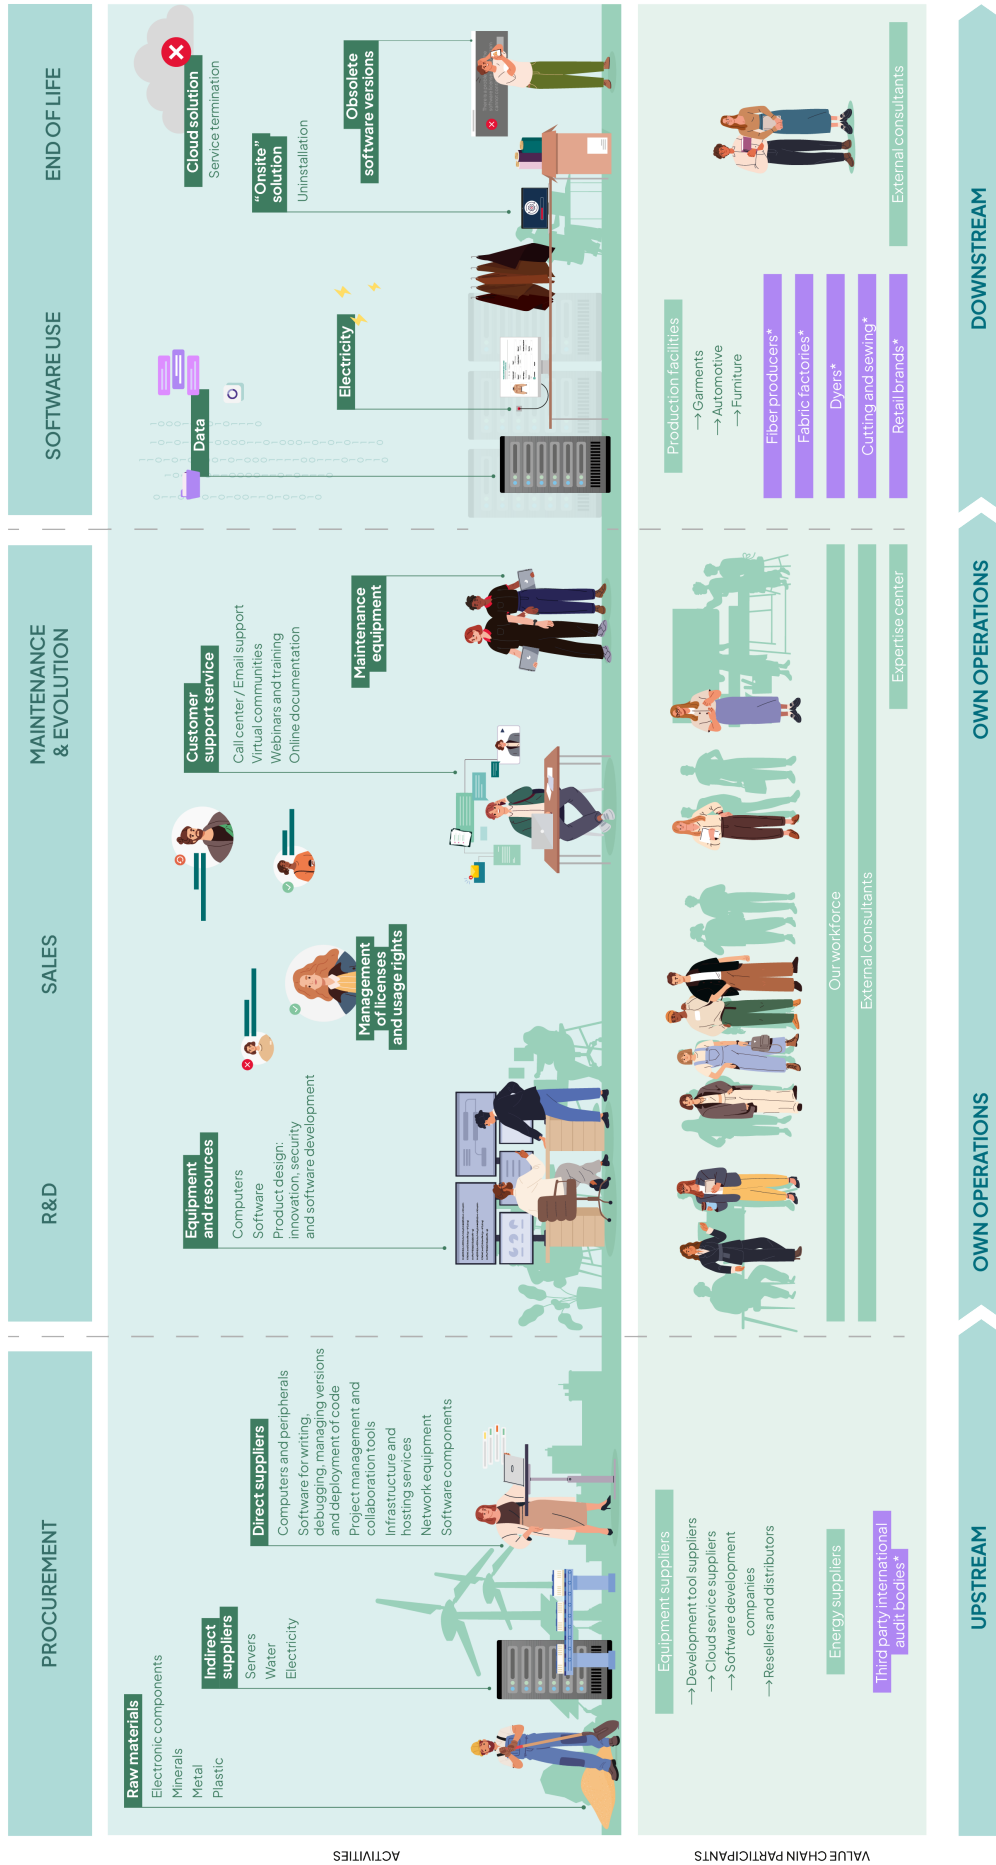 PROCUREMENT
R&D
SALES
MAINTENANCE
& EVOLUTION
SOFTWARE USE
END OF LIFE
ACTIVITIES
Raw materials
Electronic components
Minerals
Metal
Plastic
Indirect
suppliers
Servers
Water
Electricity
Direct suppliers
Computers and peripherals
Software for writing,
debugging, managing versions
and deployment of code
Project management and
collaboration tools
Infrastructure and
hosting services
Network equipment
Software components
Equipment
and resources
Computers
Software
Product design:
innovation, security
and software development
Management
of licenses
and usage rights
Customer
support service
Call center / Email support
Virtual communities
Webinars and training
Online documentation
Maintenance
equipment
Data
Electricity
Cloud solution
Service termination
“Onsite”
solution
Uninstallation
Obsolete
software versions
VALUE CHAIN PARTICIPANTS
Equipment suppliers
→ Development tool suppliers
→ Cloud service suppliers
→ Software development
companies
→ Resellers and distributors
Energy suppliers
Third party international
audit bodies*
Our workforce
External consultants
Expertise center
Production facilities
→ Garments
→ Automotive
→ Furniture
Fiber producers*
Fabric factories*
Dyers*
Cutting and sewing*
Retail brands*
External consultants
UPSTREAM
OWN OPERATIONS
OWN OPERATIONS
DOWNSTREAM